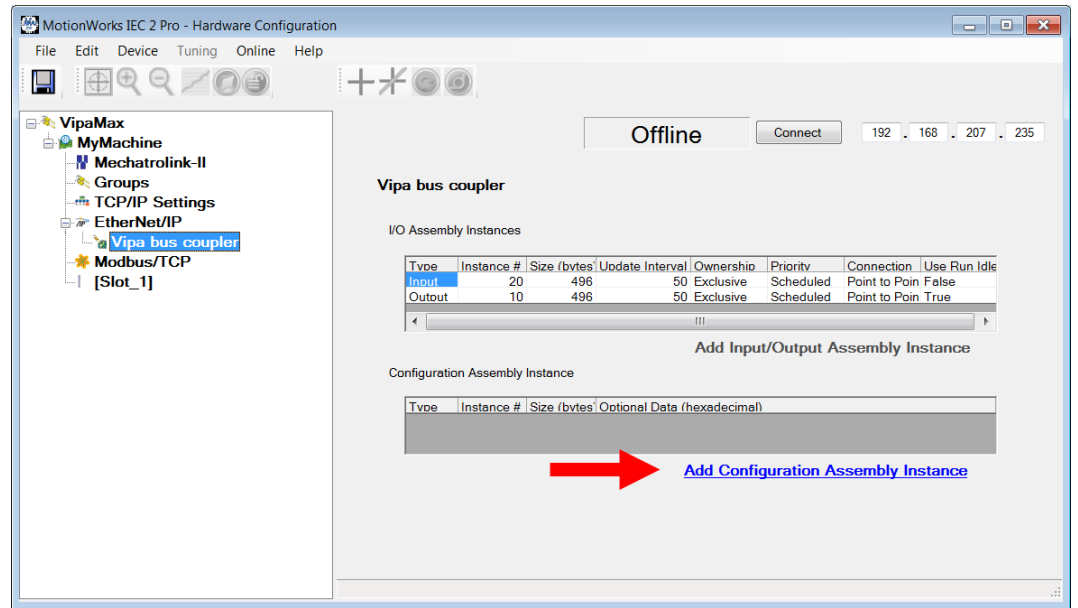 MotionWorks IEC 2 Pro - Hardware Configuration
File Edit Device Tuning Online Help
VipaMax
MyMachine
Mechatrolink-II
Groups
TCP/IP Settings
EtherNet/IP
Vipa bus coupler
Modbus/TCP
[Slot_1]
Offline Connect 192 . 168 . 207 . 235
Vipa bus coupler
I/O Assembly Instances
Type Instance # Size (bytes) Update Interval Ownership Priority Connection Use Run Idle
Input 20 496 50 Exclusive Scheduled Point to Poin False
Output 10 496 50 Exclusive Scheduled Point to Poin True
Add Input/Output Assembly Instance
Configuration Assembly Instance
Type Instance # Size (bytes) Optional Data (hexadecimal)
Add Configuration Assembly Instance